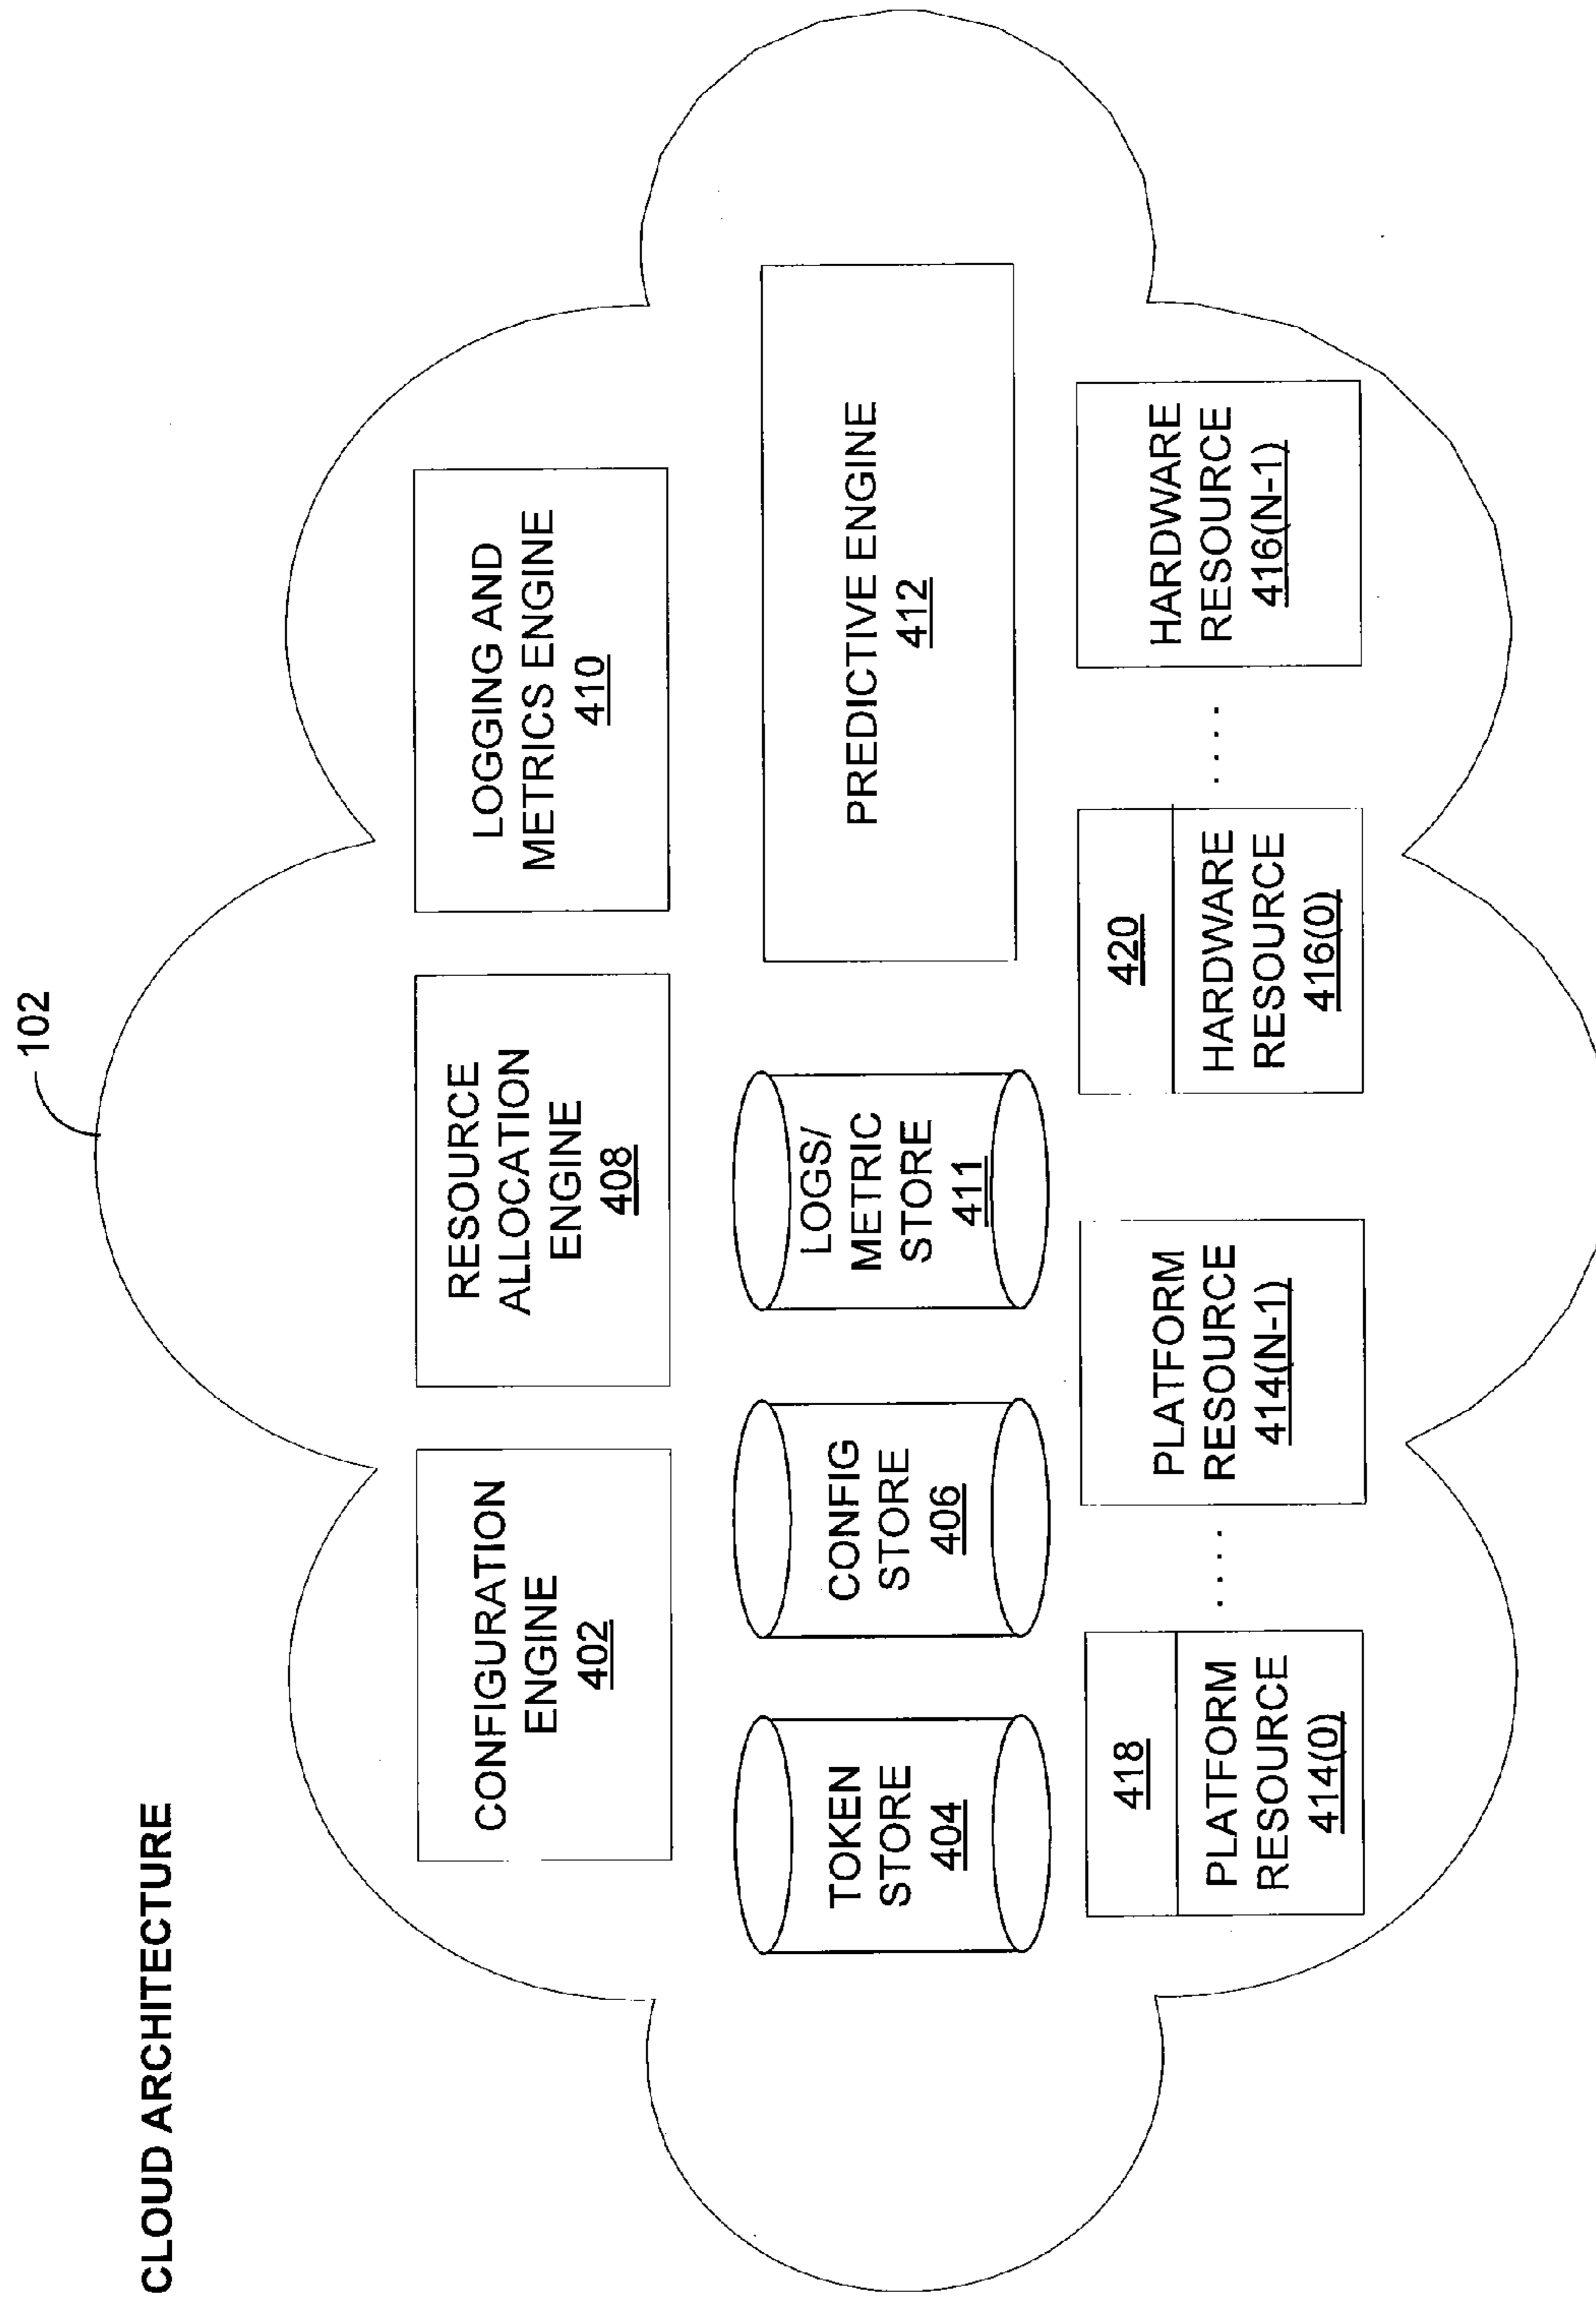 CLOUD ARCHITECTURE
102
CONFIGURATION
ENGINE
402
RESOURCE
ALLOCATION
ENGINE
408
LOGGING AND
METRICS ENGINE
410
TOKEN
STORE
404
CONFIG
STORE
406
LOGS/
METRIC
STORE
411
PREDICTIVE ENGINE
412
418
PLATFORM
RESOURCE
414(0)
. . . .
PLATFORM
RESOURCE
414(N-1)
420
HARDWARE
RESOURCE
416(0)
. . . .
HARDWARE
RESOURCE
416(N-1)